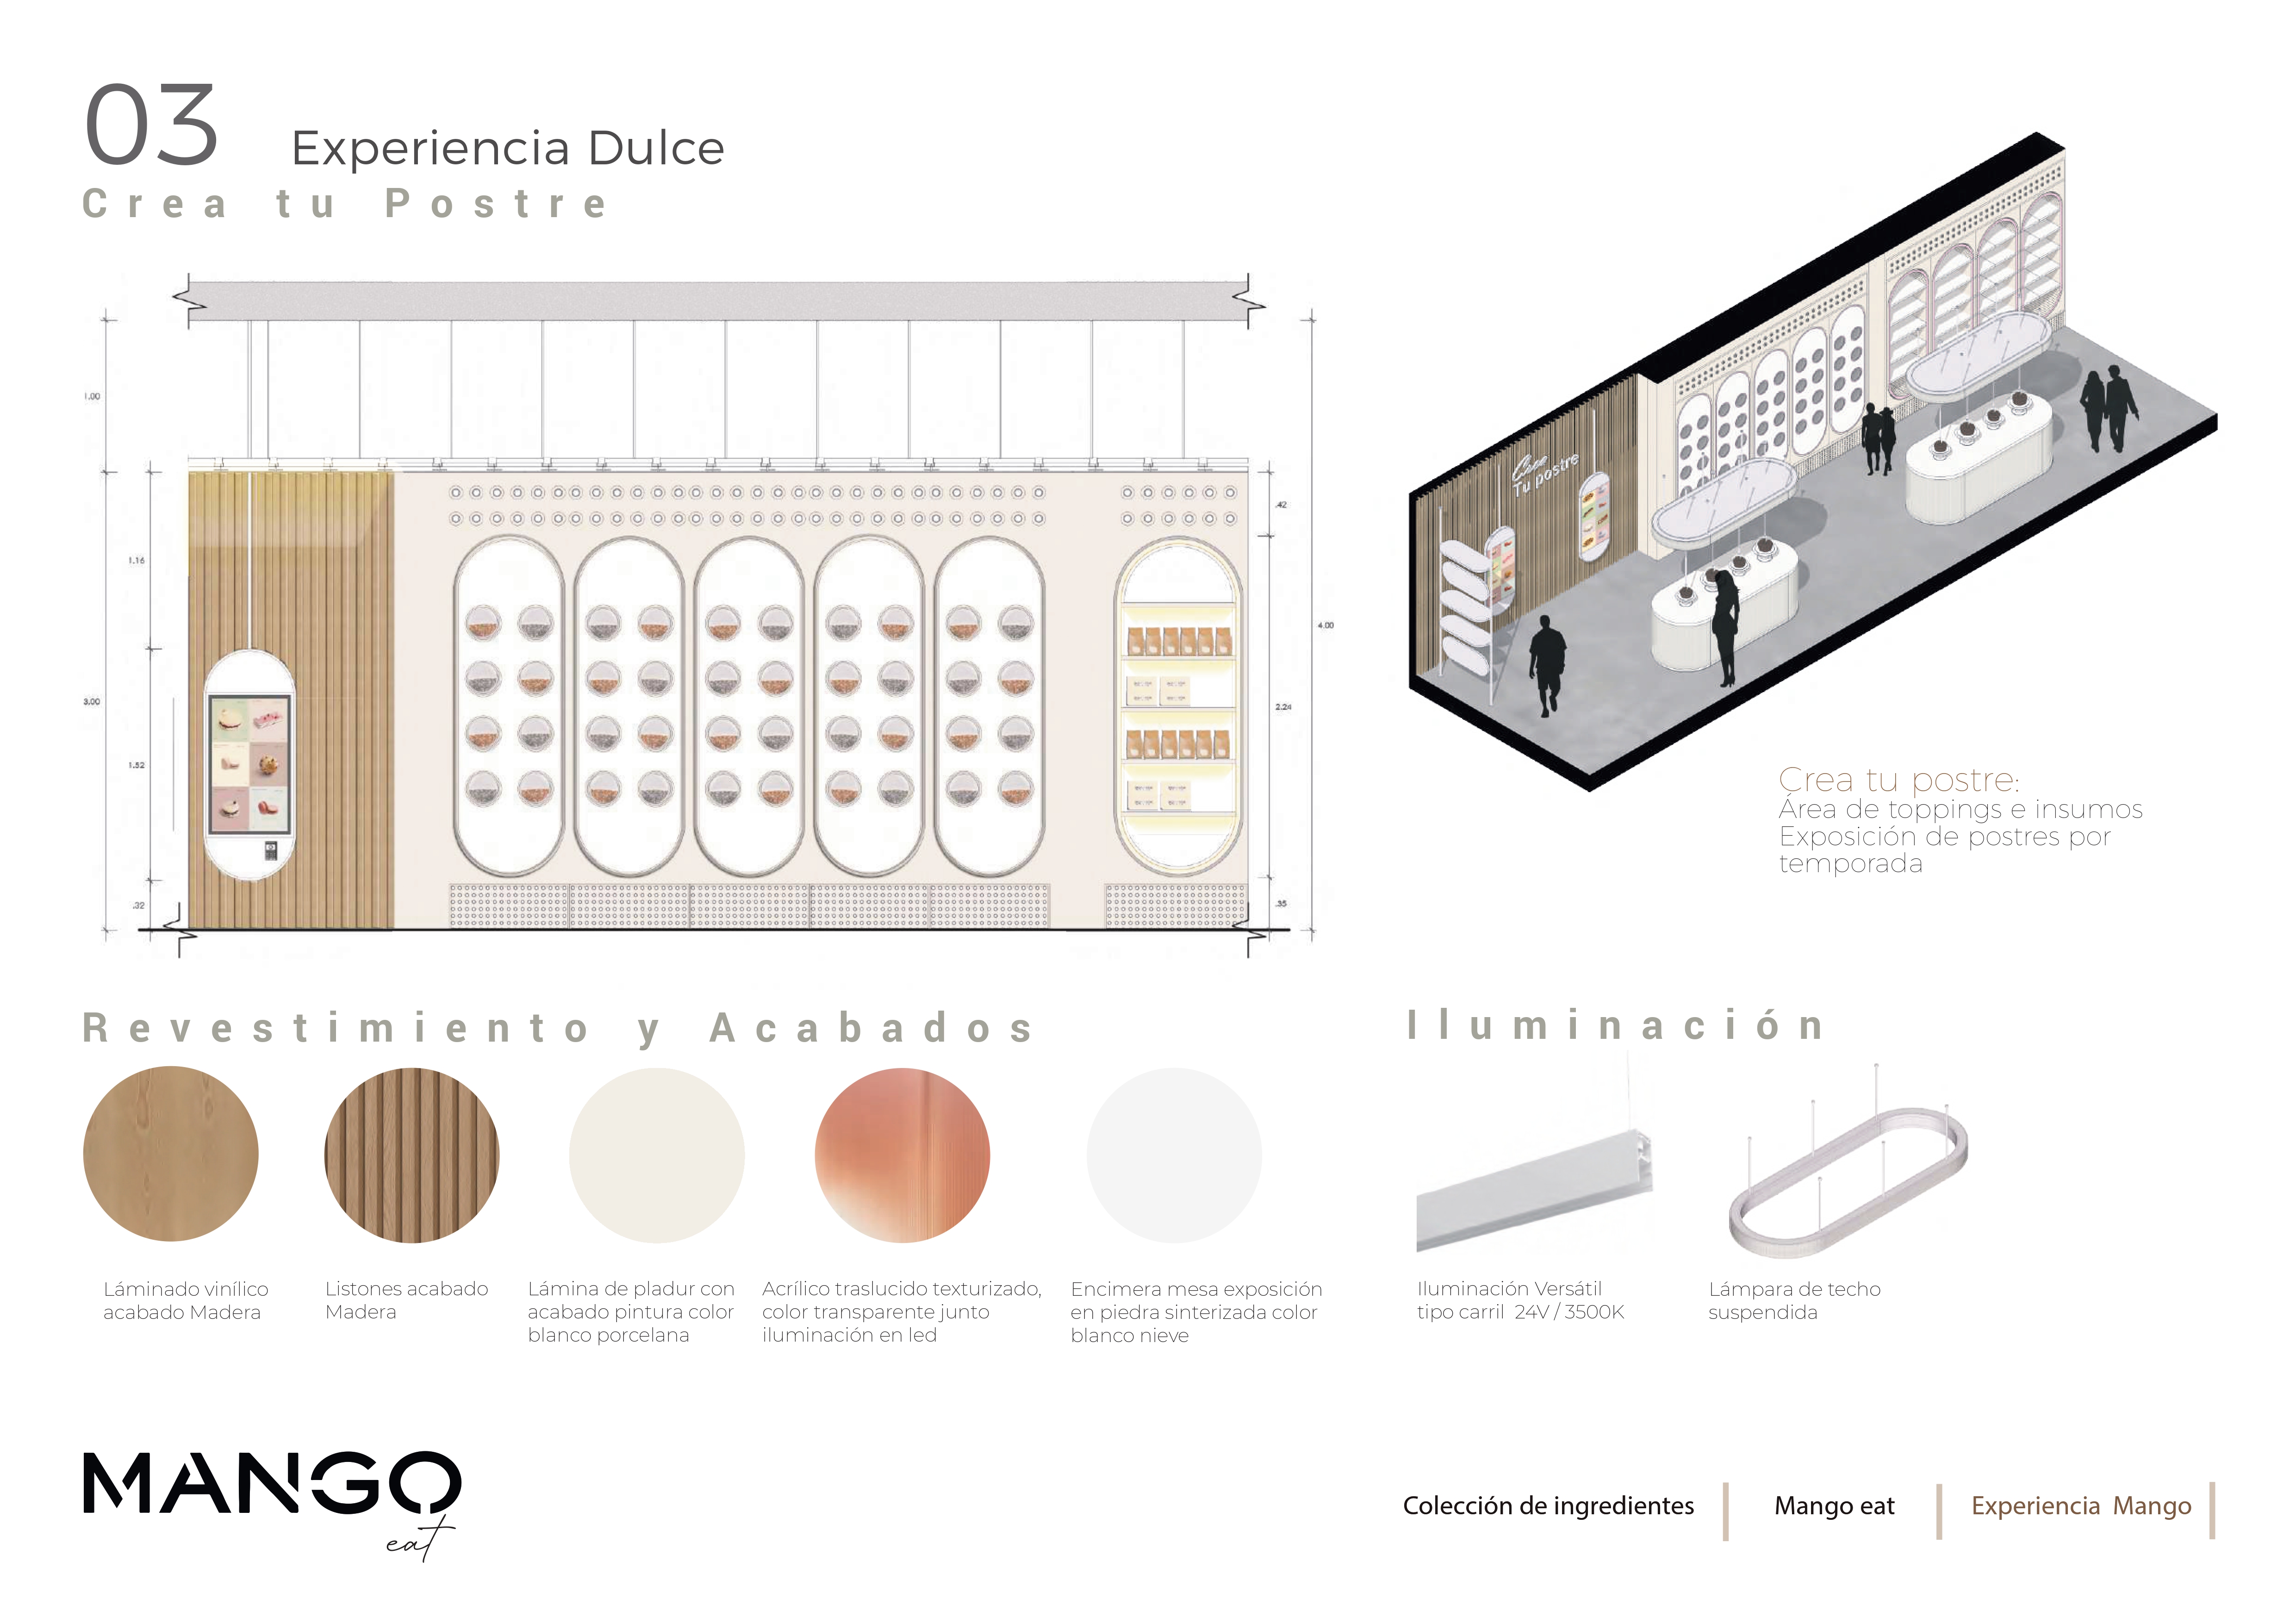 03 Experiencia Dulce
Crea tu Postre
1.00
3.00
1.16
1.52
.32
.42
2.24
.35
4.00
Crea
Tu postre
Crea tu postre:
Área de toppings e insumos
Exposición de postres por
temporada
Revestimiento y Acabados
Láminado vinílico
acabado Madera
Listones acabado
Madera
Lámina de pladur con
acabado pintura color
blanco porcelana
Acrílico traslucido texturizado,
color transparente junto
iluminación en led
Encimera mesa exposición
en piedra sinterizada color
blanco nieve
Iluminación
Iluminación Versátil
tipo carril 24V / 3500K
Lámpara de techo
suspendida
MANGO
eat
Colección de ingredientes
Mango eat
Experiencia Mango